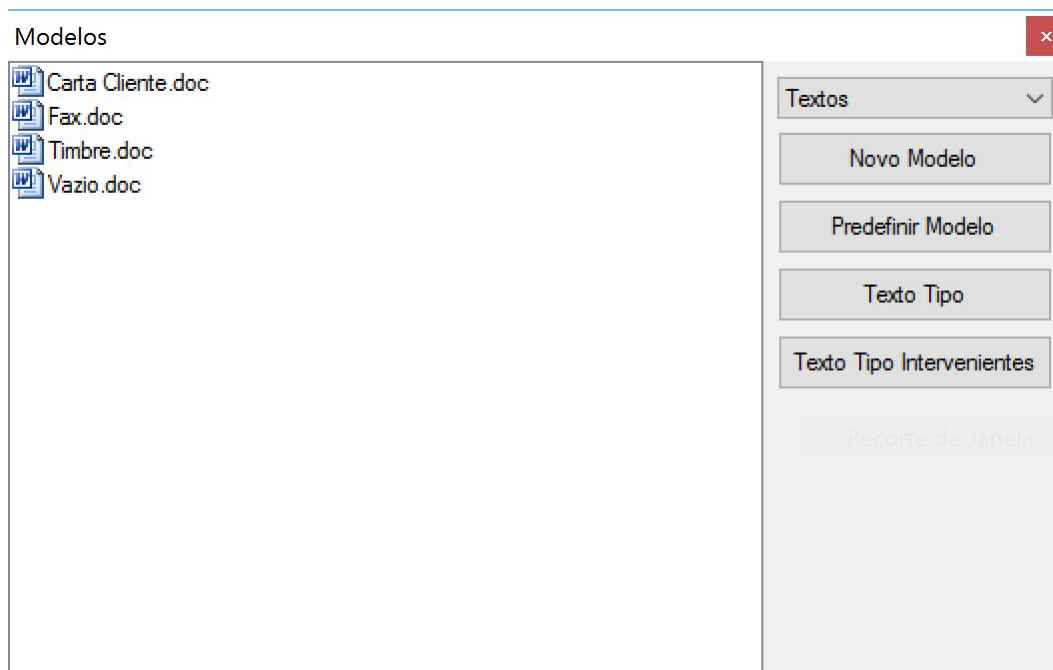 Modelos
Carta Cliente.doc
Fax.doc
Timbre.doc
Vazio.doc
Textos
Novo Modelo
Predefinir Modelo
Texto Tipo
Texto Tipo Intervenientes
Recorte de Janela